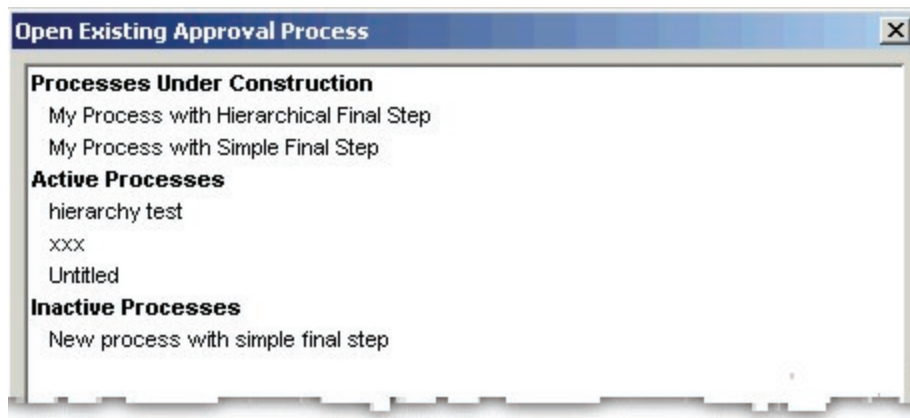 Open Existing Approval Process
Processes Under Construction
My Process with Hierarchical Final Step
My Process with Simple Final Step
Active Processes
hierarchy test
xxx
Untitled
Inactive Processes
New process with simple final step